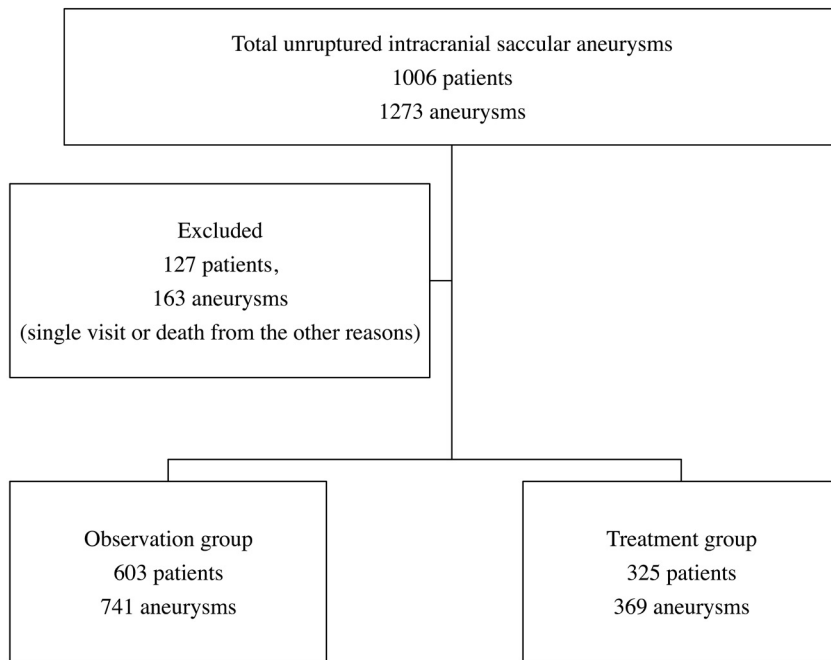 Total unruptured intracranial saccular aneurysms
1006 patients
1273 aneurysms
Excluded
127 patients,
163 aneurysms
(single visit or death from the other reasons)
Observation group
603 patients
741 aneurysms
Treatment group
325 patients
369 aneurysms